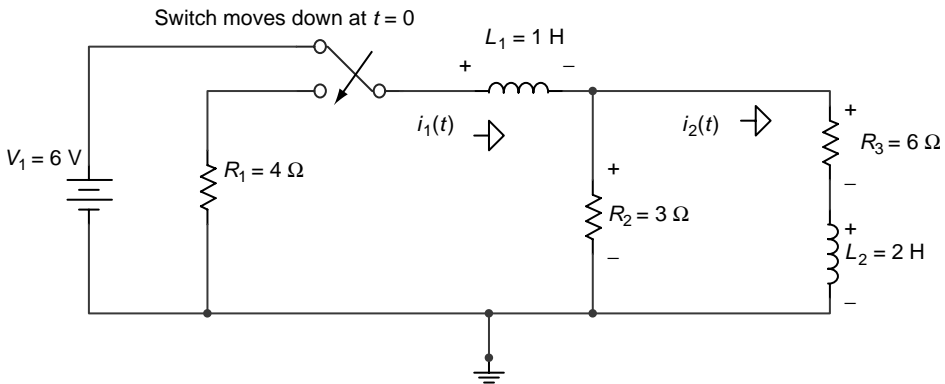 Switch moves down at t = 0
L₁ = 1 H
+ −
i₁(t)
i₂(t)
+
R₃ = 6 Ω
−
V₁ = 6 V
R₁ = 4 Ω
+
R₂ = 3 Ω
−
+
L₂ = 2 H
−